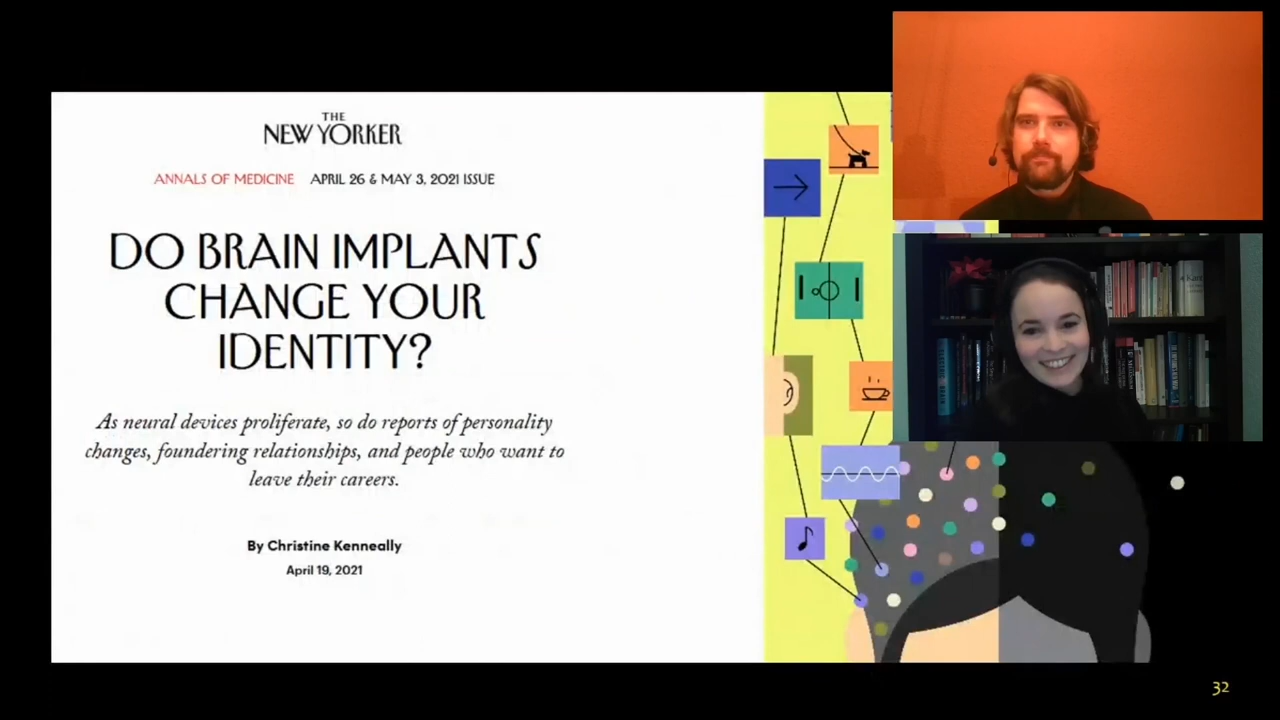 THE
NEW YORKER
ANNALS OF MEDICINE APRIL 26 & MAY 3, 2021 ISSUE
DO BRAIN IMPLANTS
CHANGE YOUR
IDENTITY?
As neural devices proliferate, so do reports of personality
changes, foundering relationships, and people who want to
leave their careers.
By Christine Kenneally
April 19, 2021
32